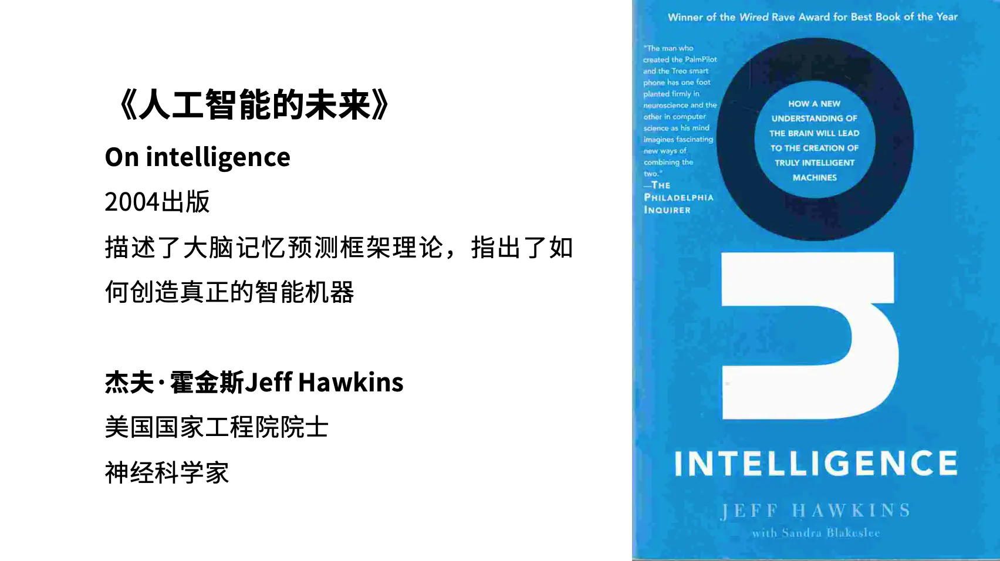 《人工智能的未来》
On intelligence
2004出版
描述了大脑记忆预测框架理论，指出了如
何创造真正的智能机器
杰夫·霍金斯Jeff Hawkins
美国国家工程院院士
神经科学家
Winner of the Wired Rave Award for Best Book of the Year
"The man who
created the PalmPilot
and the Treo smart
phone has one foot
planted firmly in
neuroscience and the
other in computer
science as his mind
imagines fascinating
new ways of
combining the
two."
—THE
PHILADELPHIA
INQUIRER
HOW A NEW
UNDERSTANDING OF
THE BRAIN WILL LEAD
TO THE CREATION OF
TRULY INTELLIGENT
MACHINES
On
INTELLIGENCE
JEFF HAWKINS
with Sandra Blakeslee